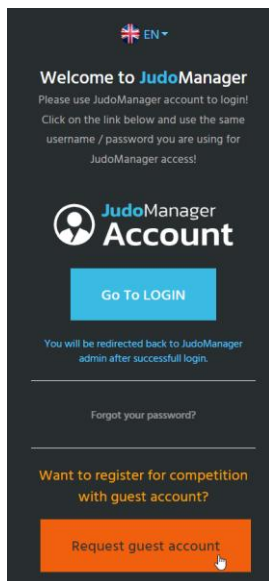 EN
Welcome to JudoManager
Please use JudoManager account to login!
Click on the link below and use the same
username / password you are using for
JudoManager access!
JudoManager
Account
Go To LOGIN
You will be redirected back to JudoManager
admin after successfull login.
Forgot your password?
Want to register for competition
with guest account?
Request guest account